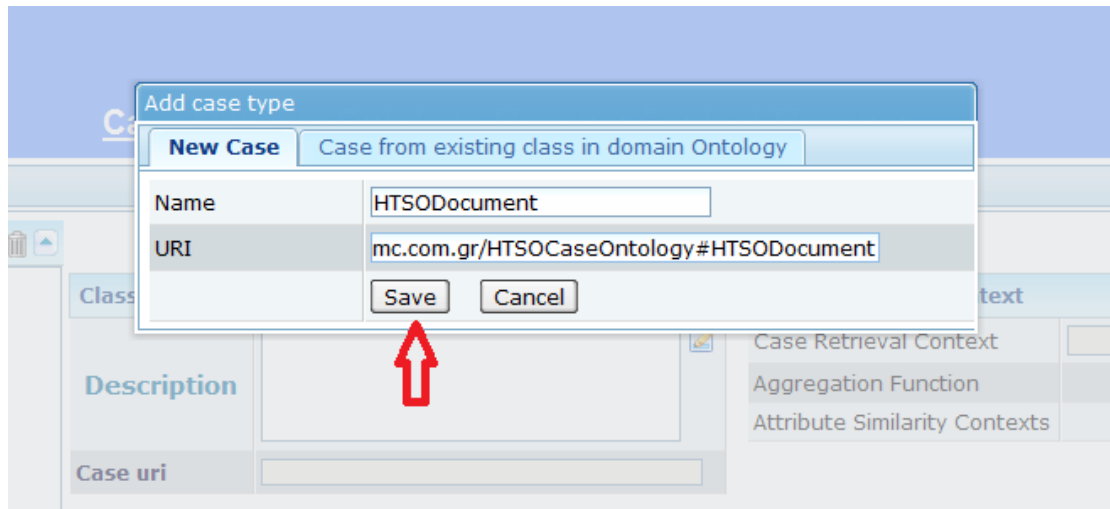 Add case type
New Case Case from existing class in domain Ontology
Name HTSODocument
URI mc.com.gr/HTSOCaseOntology#HTSODocument
Save Cancel
Case Retrieval Context
Description
Aggregation Function
Attribute Similarity Contexts
Case uri